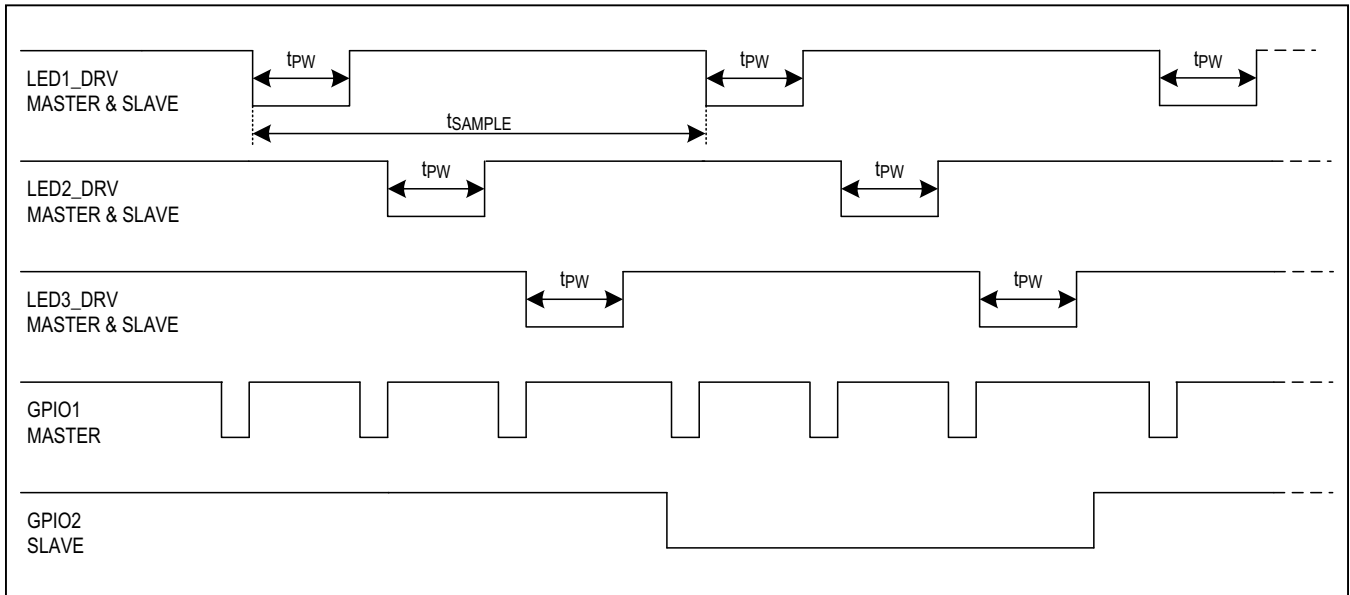 tPW
tPW
tPW
LED1_DRV
MASTER & SLAVE
tSAMPLE
tPW
tPW
LED2_DRV
MASTER & SLAVE
tPW
tPW
LED3_DRV
MASTER & SLAVE
GPIO1
MASTER
GPIO2
SLAVE